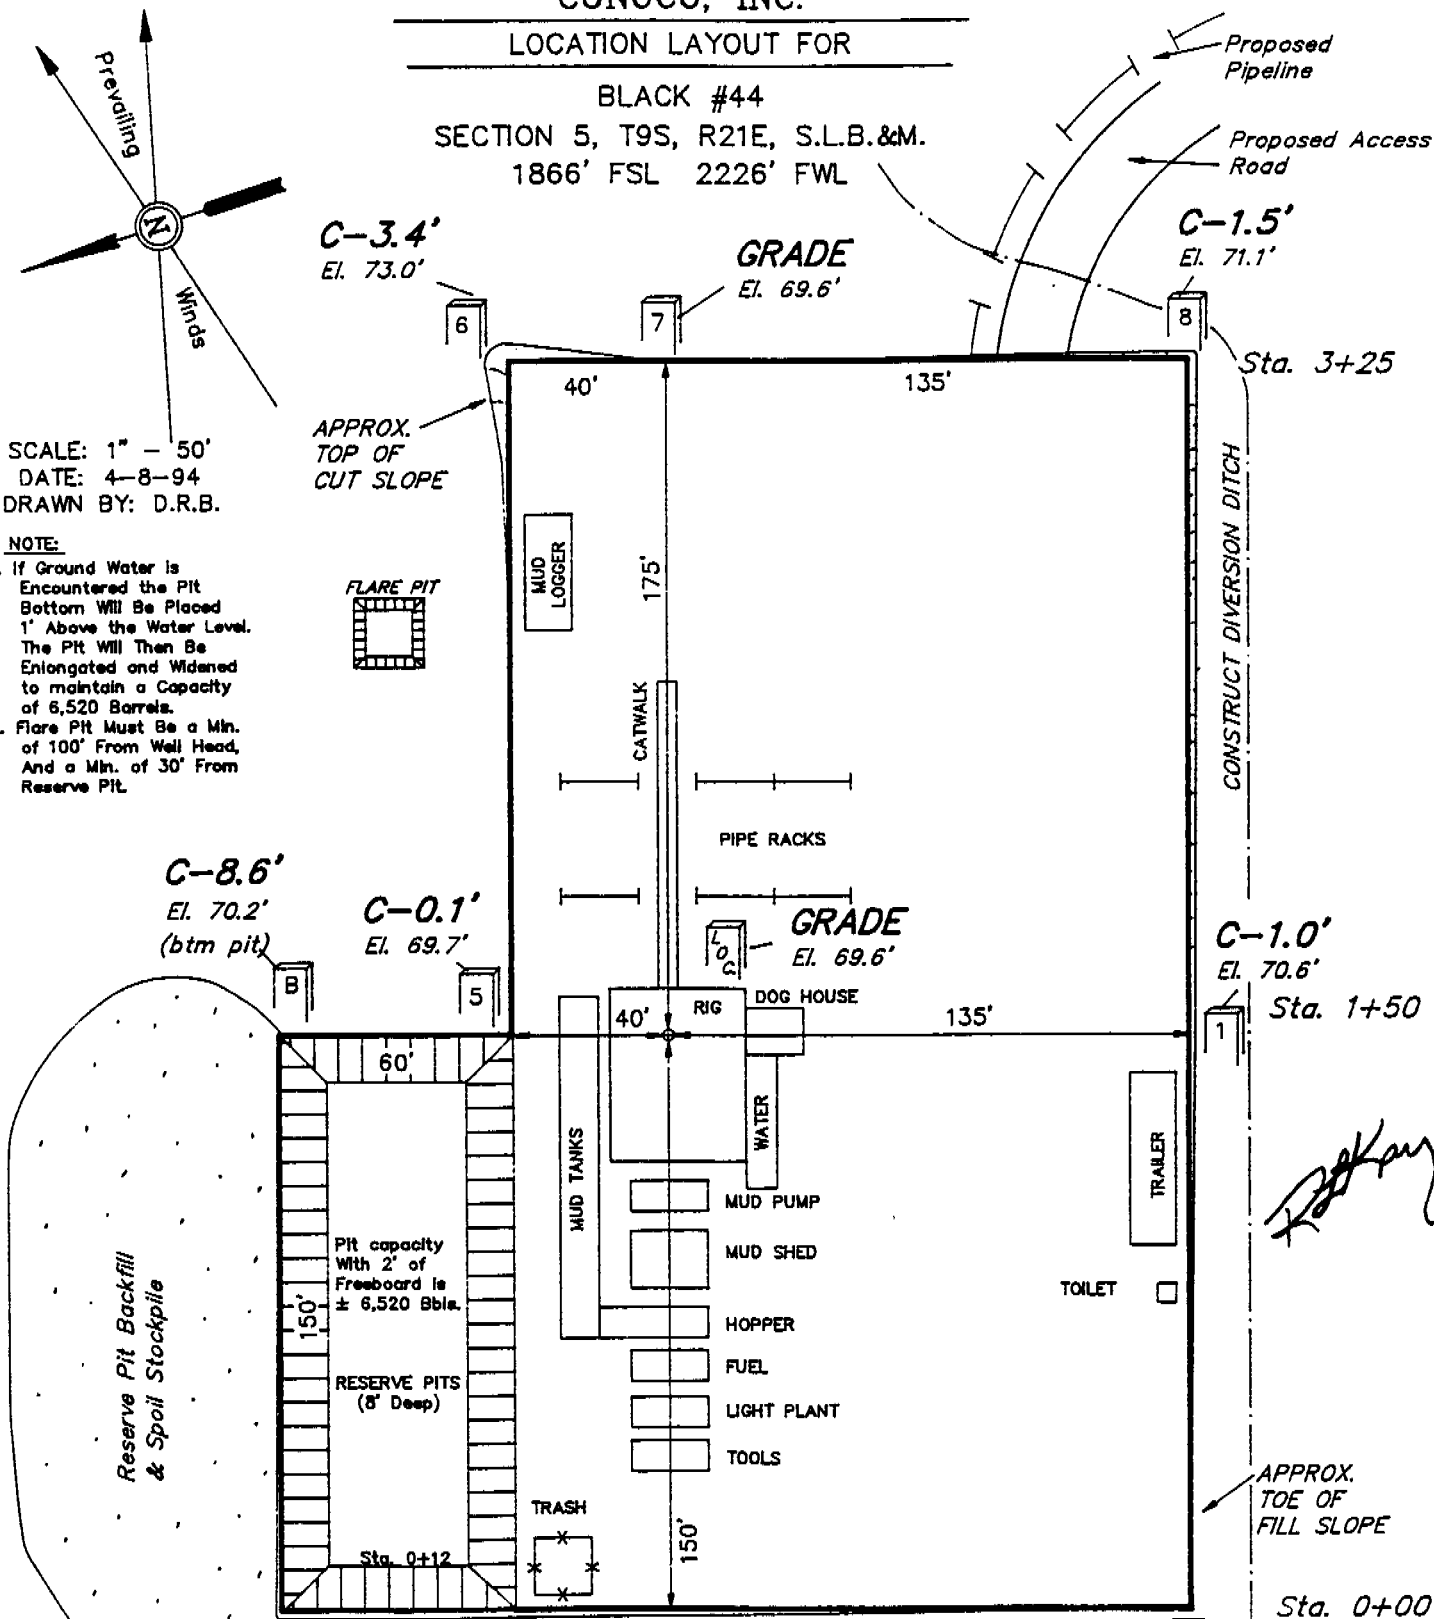 CONOCO, INC.
LOCATION LAYOUT FOR
BLACK #44
SECTION 5, T9S, R21E, S.L.B.&M.
1866' FSL 2226' FWL
Proposed
Pipeline
Proposed Access
Road
Prevailing
N
Winds
C-3.4'
El. 73.0'
6
GRADE
El. 69.6'
7
C-1.5'
El. 71.1'
8
Sta. 3+25
40'
135'
APPROX.
TOP OF
CUT SLOPE
SCALE: 1" - 50'
DATE: 4-8-94
DRAWN BY: D.R.B.
NOTE:
. If Ground Water is
Encountered the Pit
Bottom Will Be Placed
1' Above the Water Level.
The Pit Will Then Be
Enlongated and Widened
to maintain a Capacity
of 6,520 Barrels.
. Flare Pit Must Be a Min.
of 100' From Well Head,
And a Min. of 30' From
Reserve Pit.
FLARE PIT
MUD
LOGGER
175'
CATWALK
PIPE RACKS
CONSTRUCT DIVERSION DITCH
C-8.6'
El. 70.2'
(btm pit)
B
C-0.1'
El. 69.7'
5
LOC
GRADE
El. 69.6'
C-1.0'
El. 70.6'
1
Sta. 1+50
RIG
DOG HOUSE
40'
135'
60'
WATER
MUD TANKS
TRAILER
MUD PUMP
MUD SHED
TOILET
HOPPER
FUEL
LIGHT PLANT
TOOLS
Pit capacity
With 2' of
Freeboard is
± 6,520 Bbls.
150'
RESERVE PITS
(8' Deep)
Reserve Pit Backfill
& Spoil Stockpile
TRASH
Sta. 0+12
150'
APPROX.
TOE OF
FILL SLOPE
Sta. 0+00